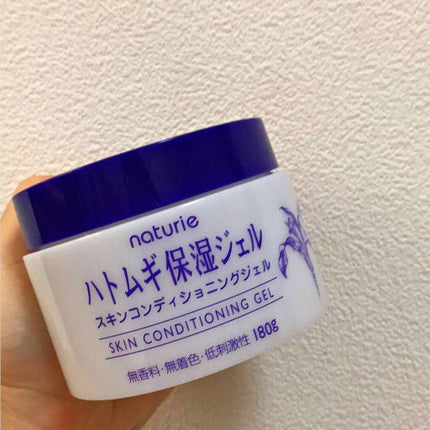 naturie
ハトムギ保湿ジェル
スキンコンディショニングジェル
SKIN CONDITIONING GEL
180g
無香料・無着色・低刺激性